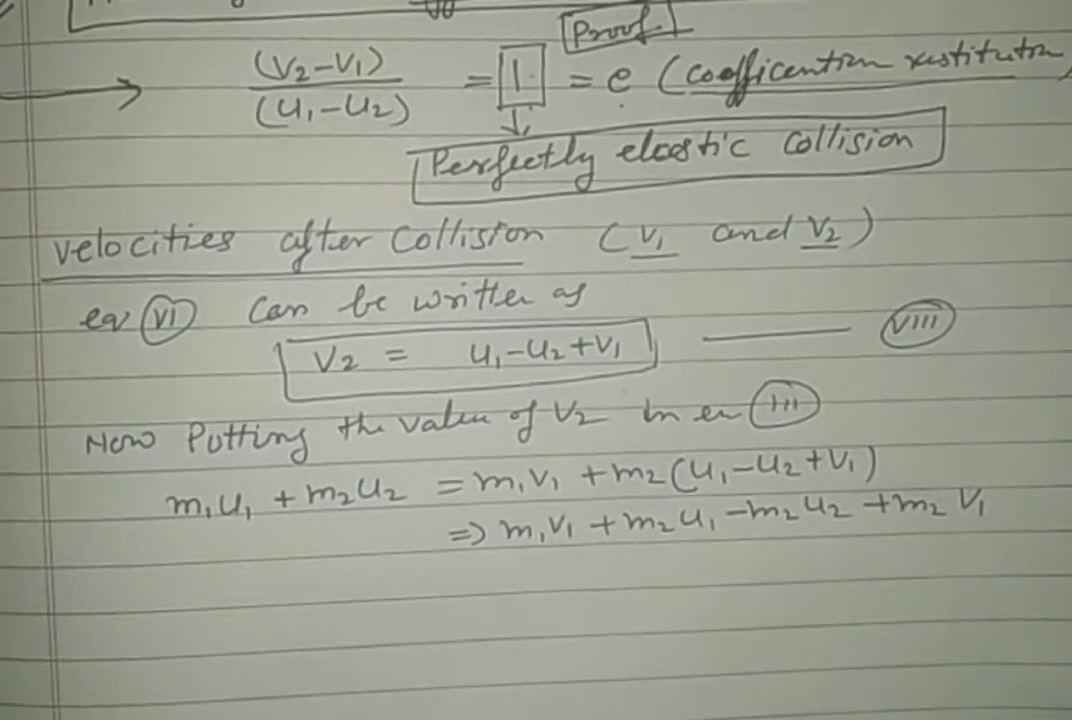 [Proof]
→ (V₂-V₁) / (u₁-u₂) = 1 = e (Coefficention restitution)
↓
Perfectly elastic Collision
velocities after Collision (V₁ and V₂)
eq (VI) Can be written as
V₂ = u₁-u₂+V₁ —— (VIII)
Now Putting the value of V₂ in eq (III)
m₁u₁ + m₂u₂ = m₁V₁ + m₂(u₁-u₂+V₁)
=> m₁V₁ + m₂u₁ - m₂u₂ + m₂V₁